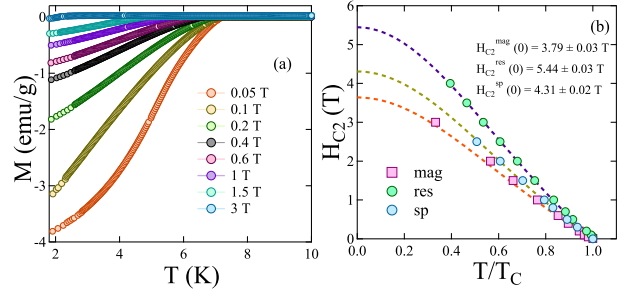 (a)
M (emu/g)
0
-1
-2
-3
-4
2
4
6
8
10
T (K)
0.05 T
0.1 T
0.2 T
0.4 T
0.6 T
1 T
1.5 T
3 T
(b)
H_C2 (T)
6
5
4
3
2
1
0
0.0
0.2
0.4
0.6
0.8
1.0
T/T_C
H_C2^mag (0) = 3.79 ± 0.03 T
H_C2^res (0) = 5.44 ± 0.03 T
H_C2^sp (0) = 4.31 ± 0.02 T
mag
res
sp